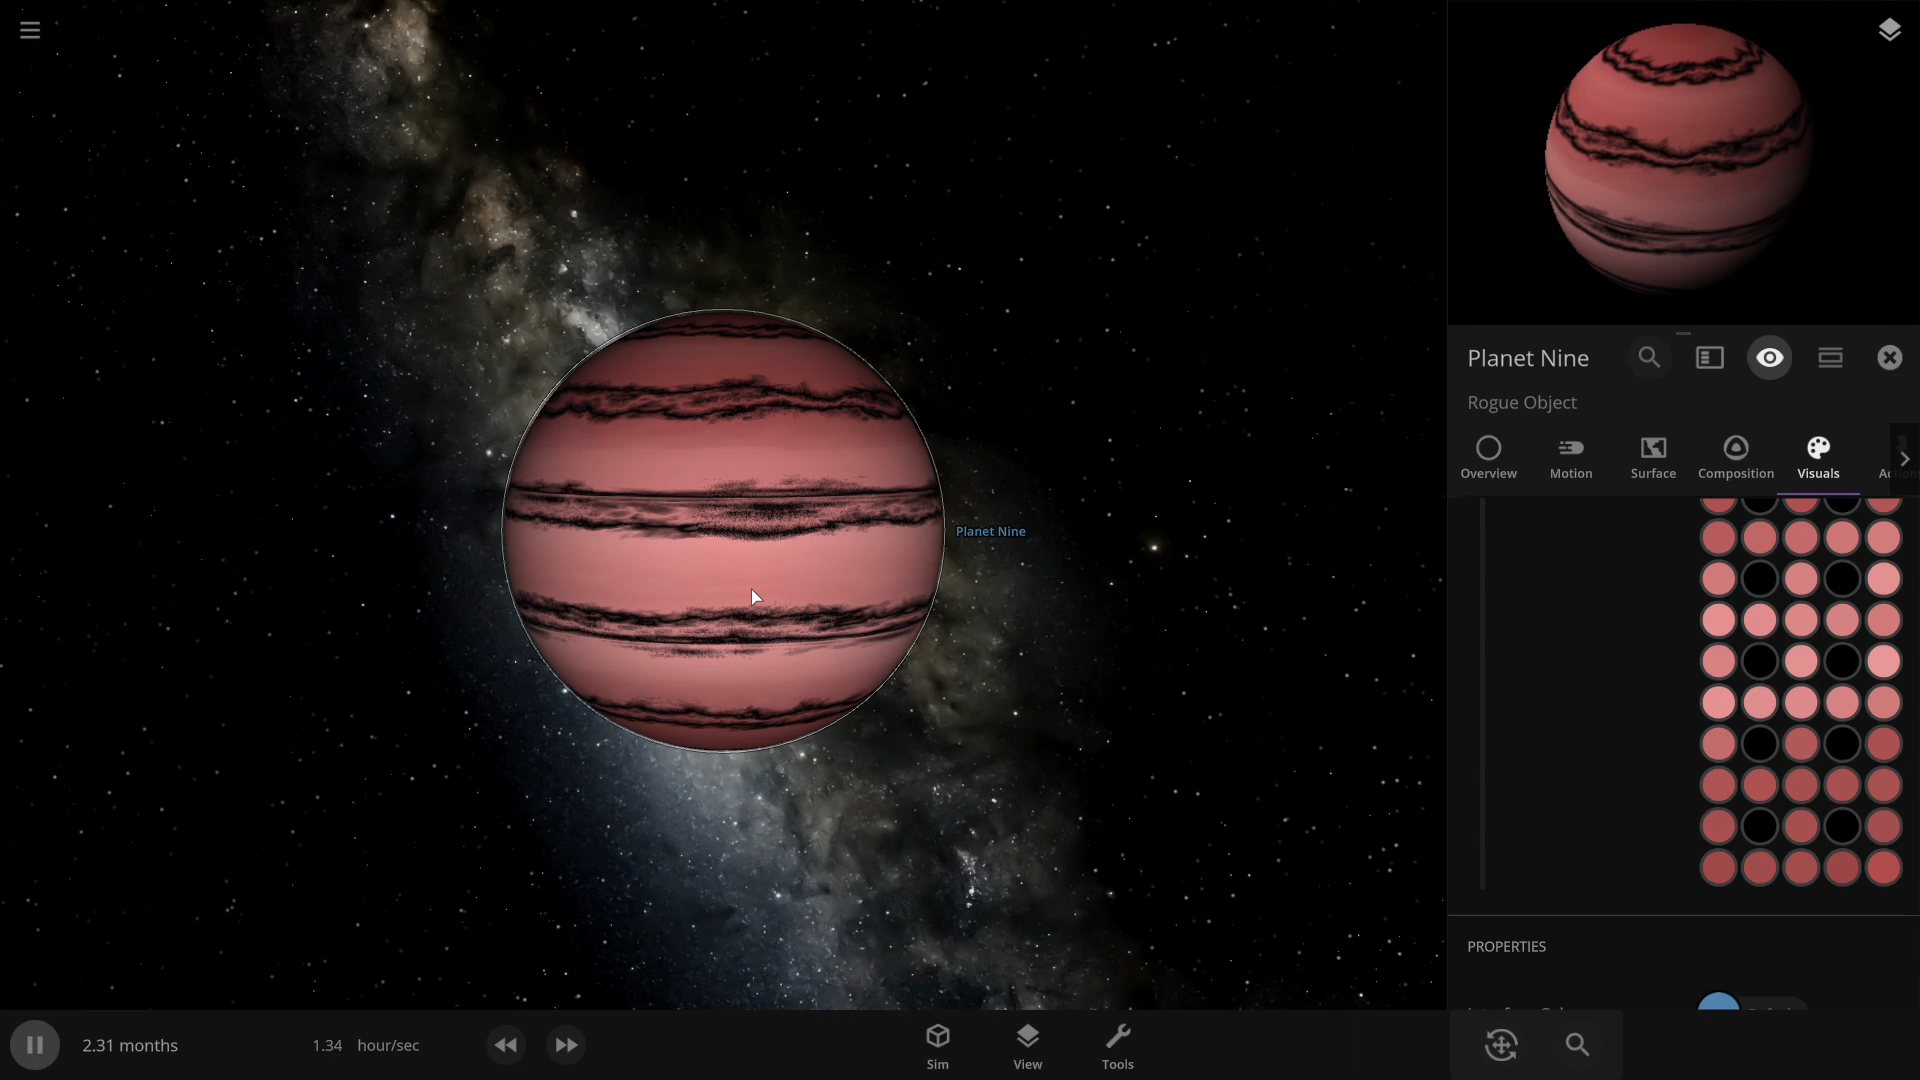 Planet Nine
Rogue Object
Overview
Motion
Surface
Composition
Visuals
Planet Nine
PROPERTIES
2.31 months
1.34 hour/sec
Sim
View
Tools